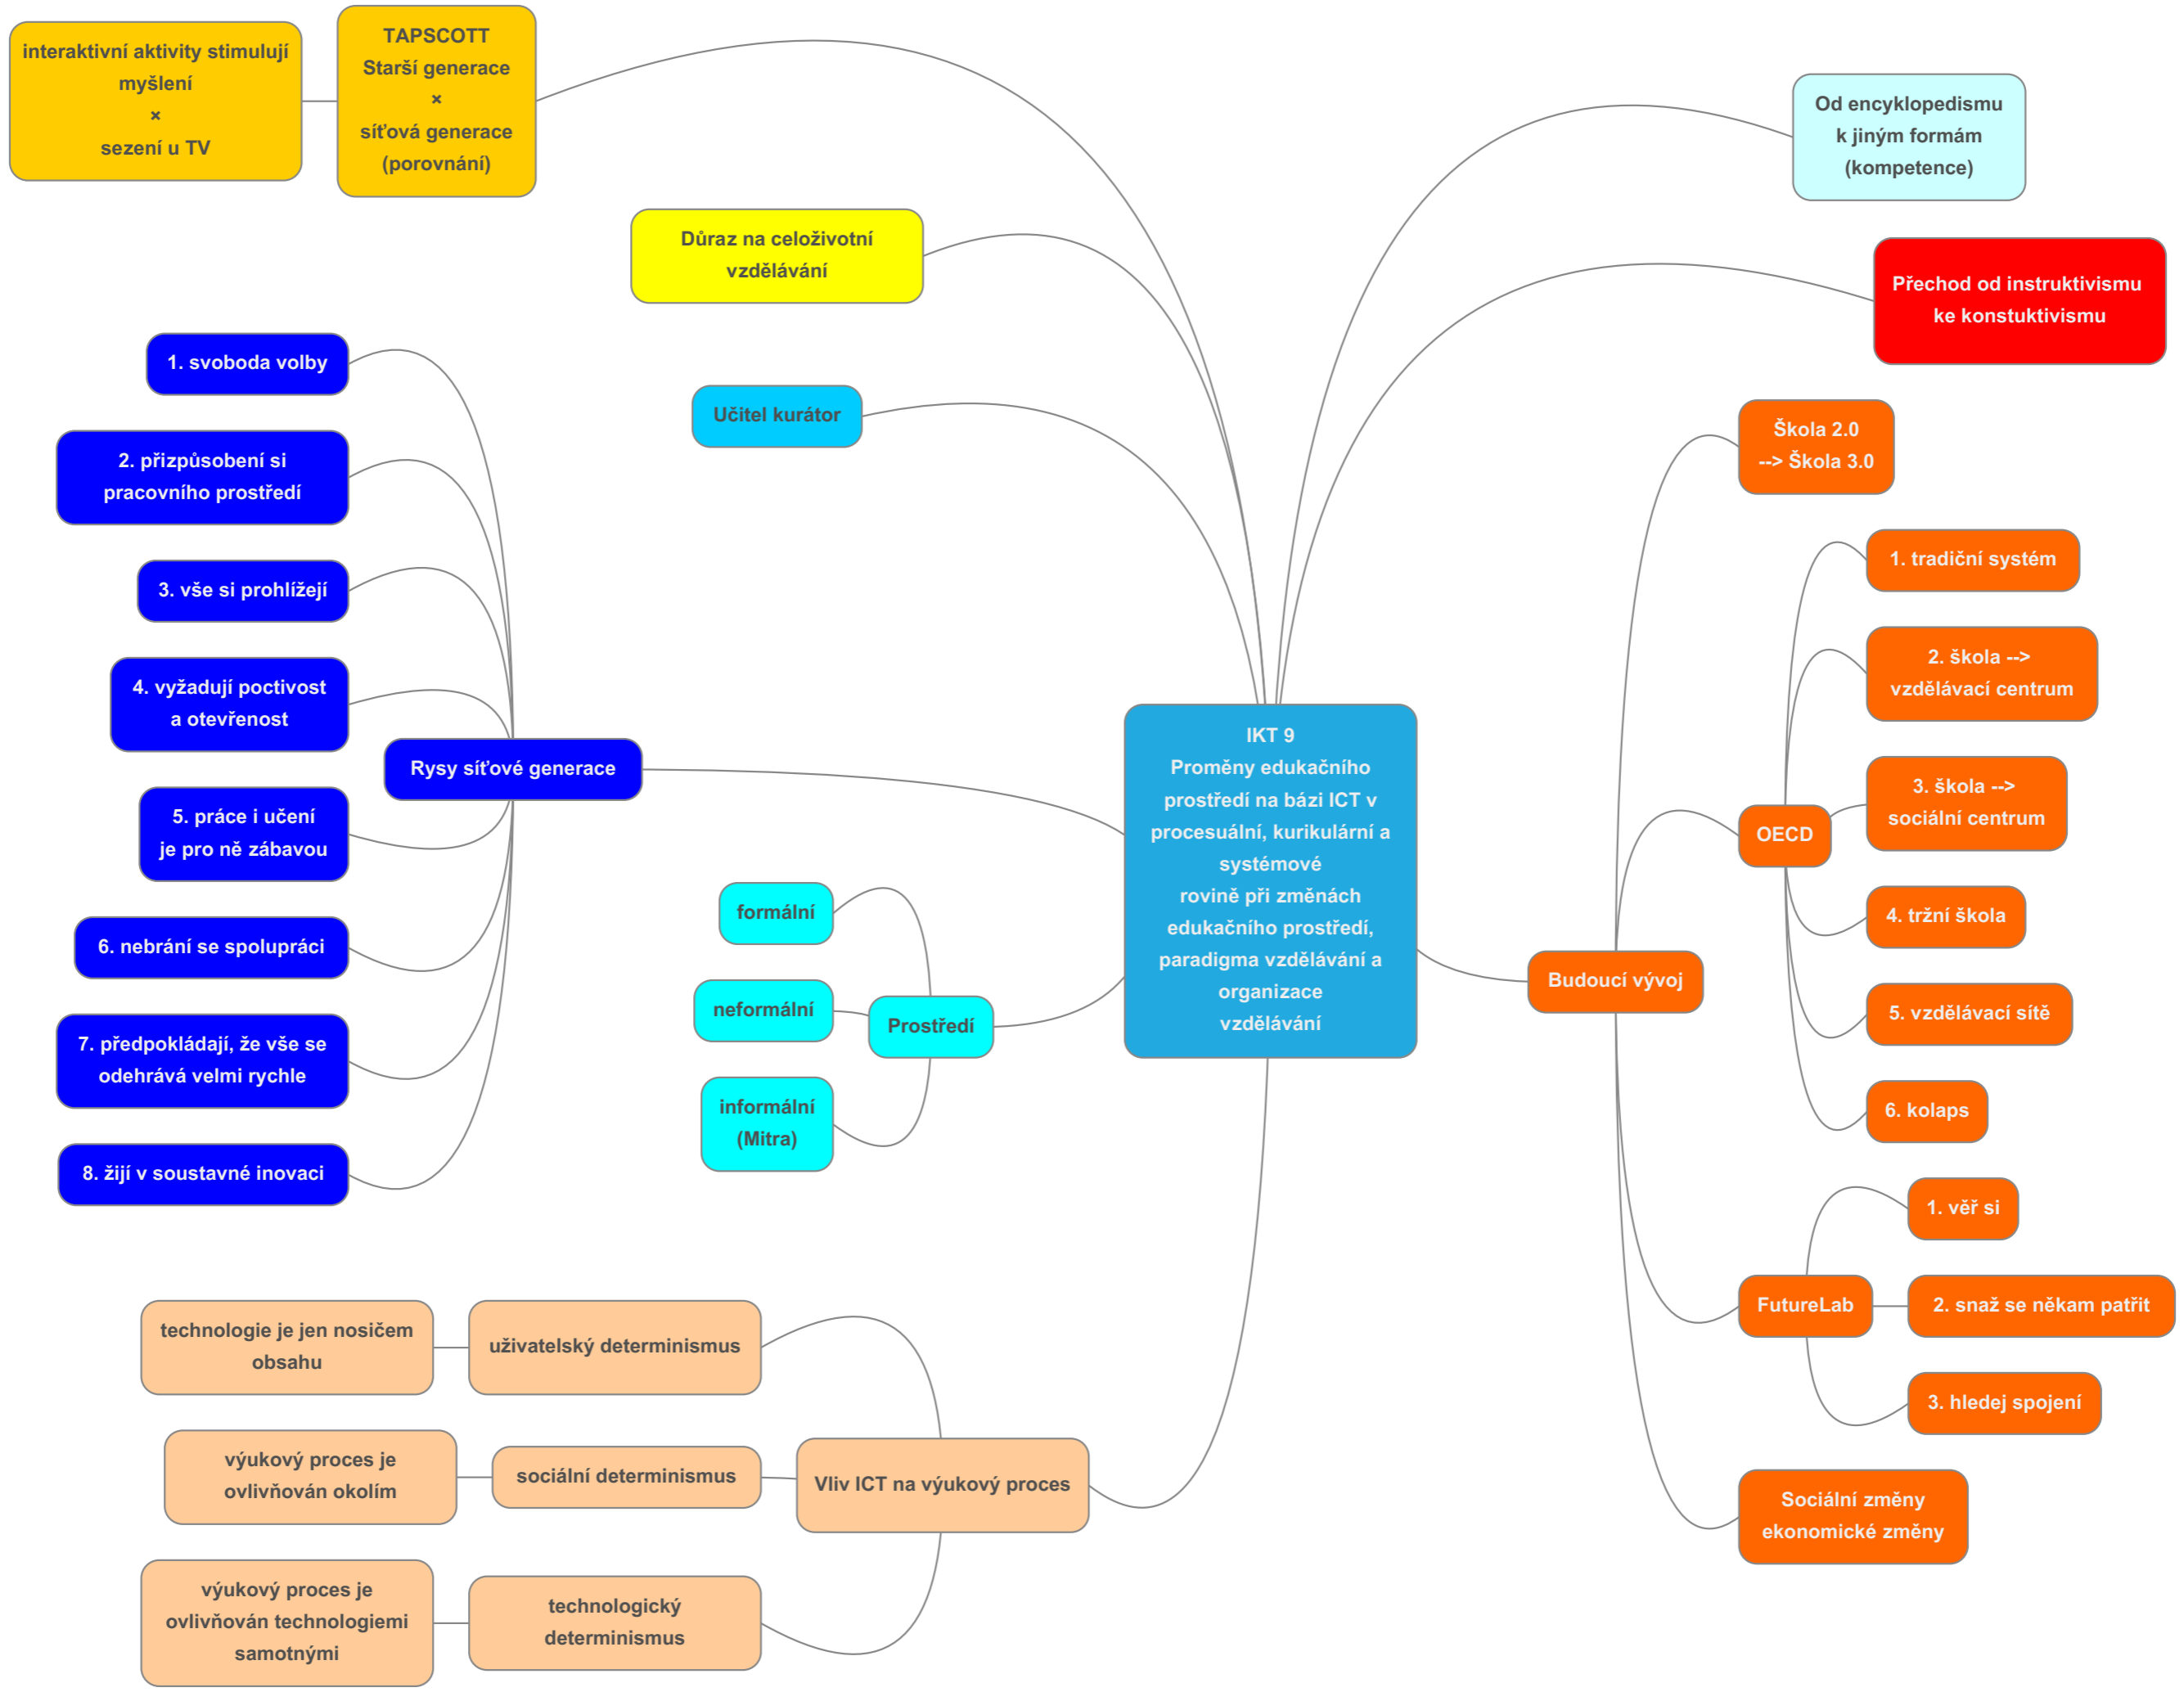 interaktivní aktivity stimulují
myšlení
×
sezení u TV
TAPSCOTT
Starší generace
×
síťová generace
(porovnání)
Od encyklopedismu
k jiným formám
(kompetence)
Důraz na celoživotní
vzdělávání
Přechod od instruktivismu
ke konstuktivismu
Učitel kurátor
1. svoboda volby
2. přizpůsobení si
pracovního prostředí
3. vše si prohlížejí
4. vyžadují poctivost
a otevřenost
5. práce i učení
je pro ně zábavou
6. nebrání se spolupráci
7. předpokládají, že vše se
odehrává velmi rychle
8. žijí v soustavné inovaci
Rysy síťové generace
formální
neformální
informální
(Mitra)
Prostředí
IKT 9
Proměny edukačního
prostředí na bázi ICT v
procesuální, kurikulární a
systémové
rovině při změnách
edukačního prostředí,
paradigma vzdělávání a
organizace
vzdělávání
Budoucí vývoj
Škola 2.0
--> Škola 3.0
OECD
1. tradiční systém
2. škola -->
vzdělávací centrum
3. škola -->
sociální centrum
4. tržní škola
5. vzdělávací sítě
6. kolaps
FutureLab
1. věř si
2. snaž se někam patřit
3. hledej spojení
Sociální změny
ekonomické změny
technologie je jen nosičem
obsahu
uživatelský determinismus
výukový proces je
ovlivňován okolím
sociální determinismus
Vliv ICT na výukový proces
výukový proces je
ovlivňován technologiemi
samotnými
technologický
determinismus